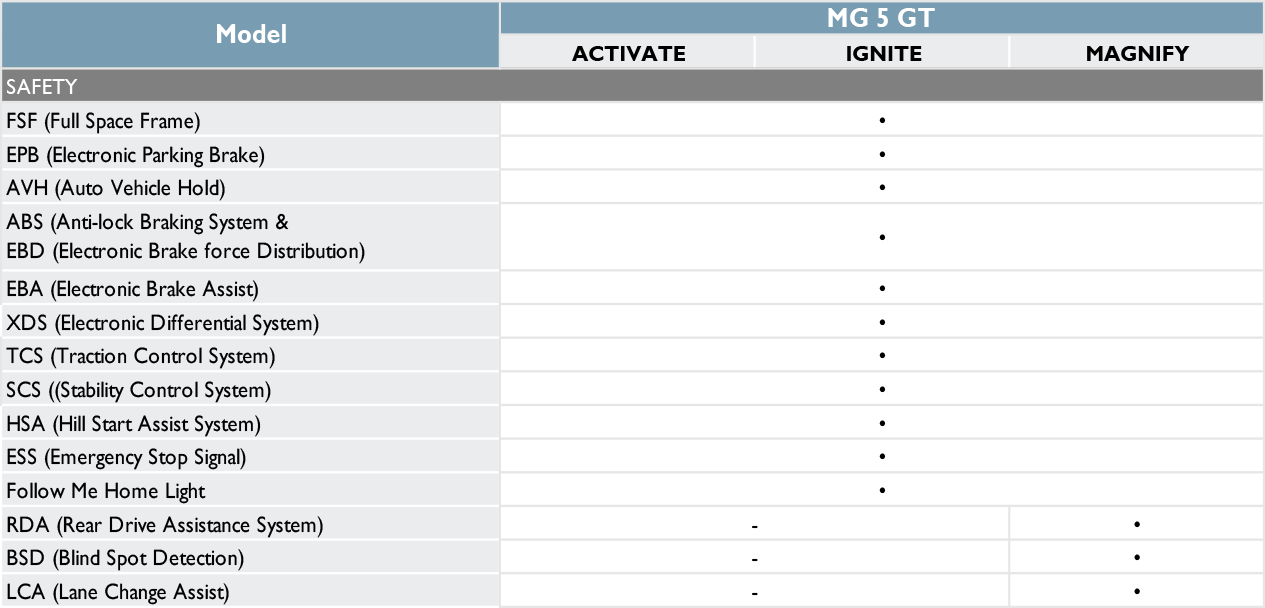 Model
MG 5 GT
ACTIVATE IGNITE MAGNIFY
SAFETY
FSF (Full Space Frame) •
EPB (Electronic Parking Brake) •
AVH (Auto Vehicle Hold) •
ABS (Anti-lock Braking System &
EBD (Electronic Brake force Distribution) •
EBA (Electronic Brake Assist) •
XDS (Electronic Differential System) •
TCS (Traction Control System) •
SCS ((Stability Control System) •
HSA (Hill Start Assist System) •
ESS (Emergency Stop Signal) •
Follow Me Home Light •
RDA (Rear Drive Assistance System) - •
BSD (Blind Spot Detection) - •
LCA (Lane Change Assist) - •